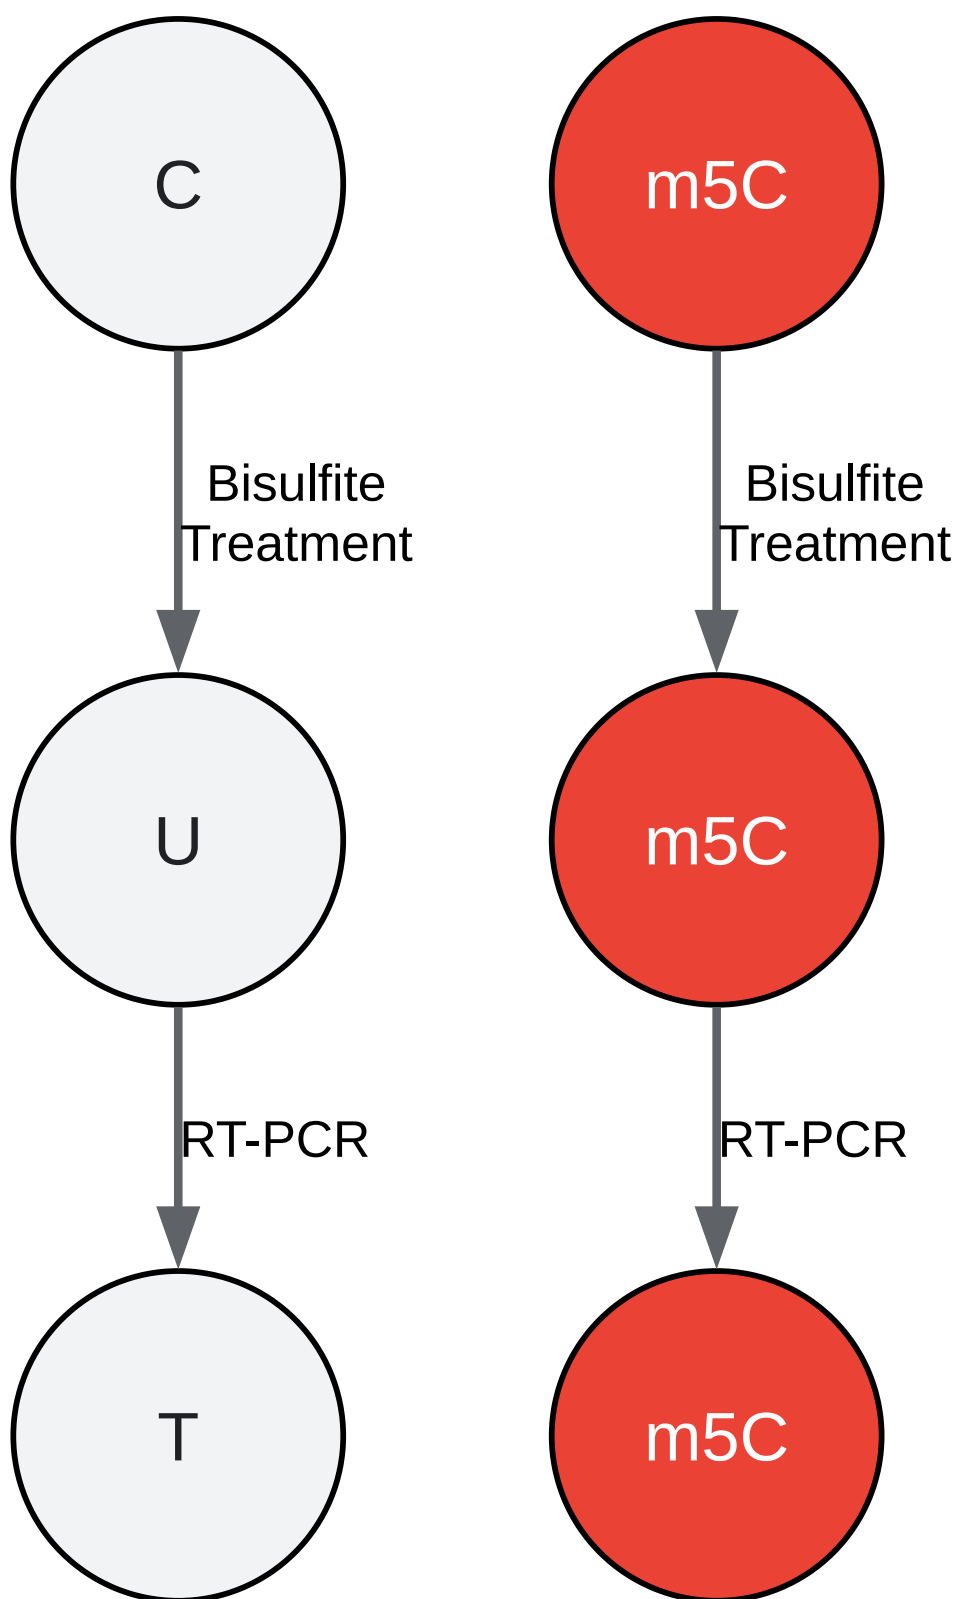 C
m5C
Bisulfite
Treatment
Bisulfite
Treatment
U
m5C
RT-PCR
RT-PCR
T
m5C